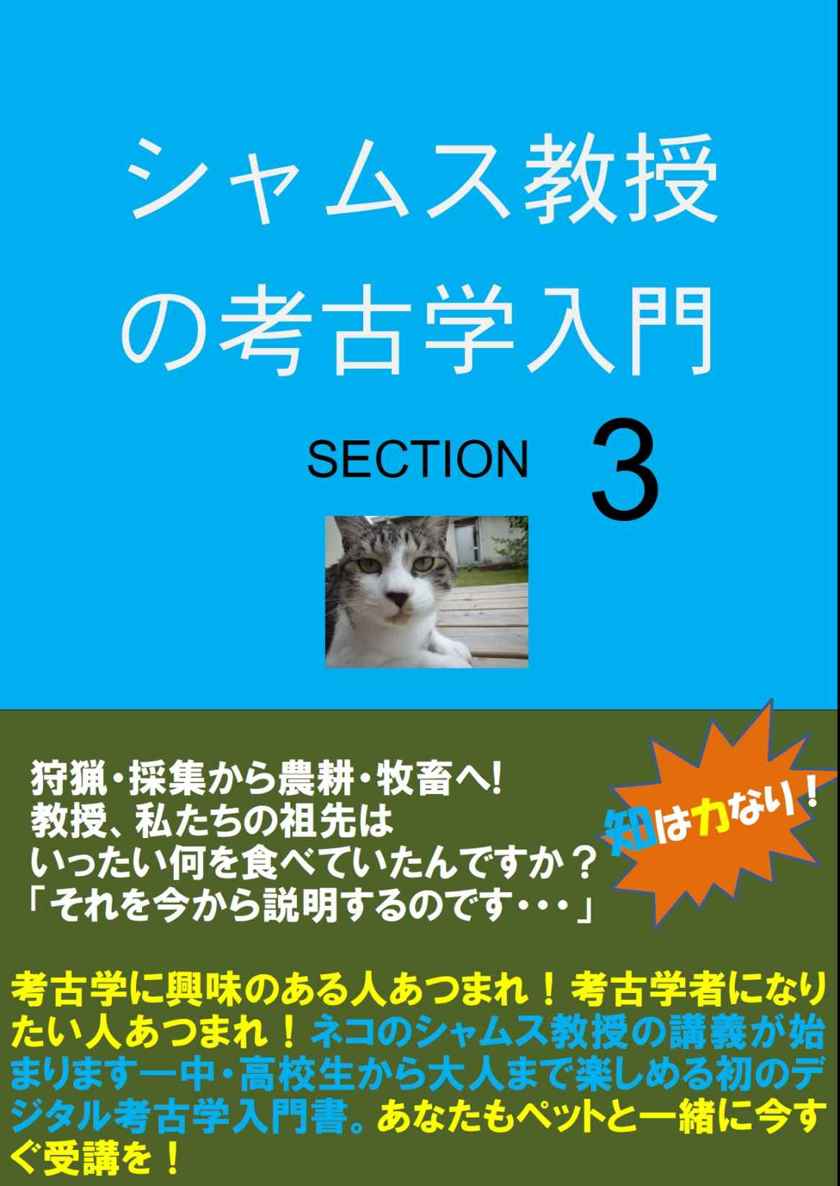 シャムス教授
の考古学入門
SECTION 3
狩猟・採集から農耕・牧畜へ!
教授、私たちの祖先は
いったい何を食べていたんですか？
「それを今から説明するのです・・・」
知は力なり！
考古学に興味のある人あつまれ！考古学者になり
たい人あつまれ！ネコのシャムス教授の講義が始
まります―中・高校生から大人まで楽しめる初のデ
ジタル考古学入門書。あなたもペットと一緒に今す
ぐ受講を！